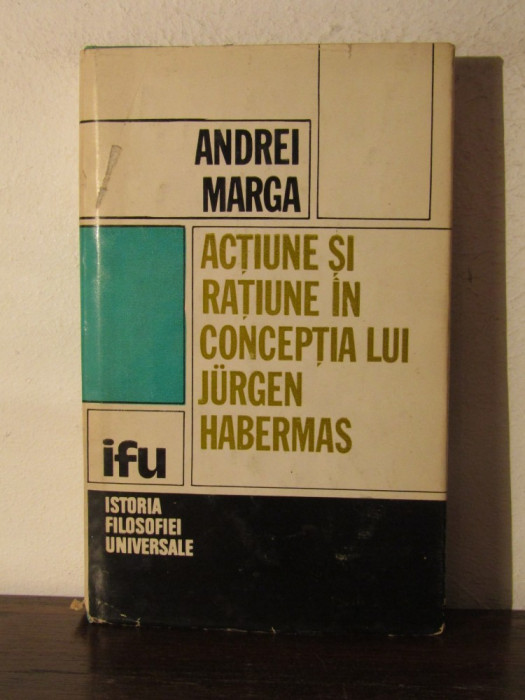 ANDREI
MARGA
ACȚIUNE ȘI
RAȚIUNE ÎN
CONCEPȚIA LUI
JÜRGEN
HABERMAS
ifu
ISTORIA
FILOSOFIEI
UNIVERSALE